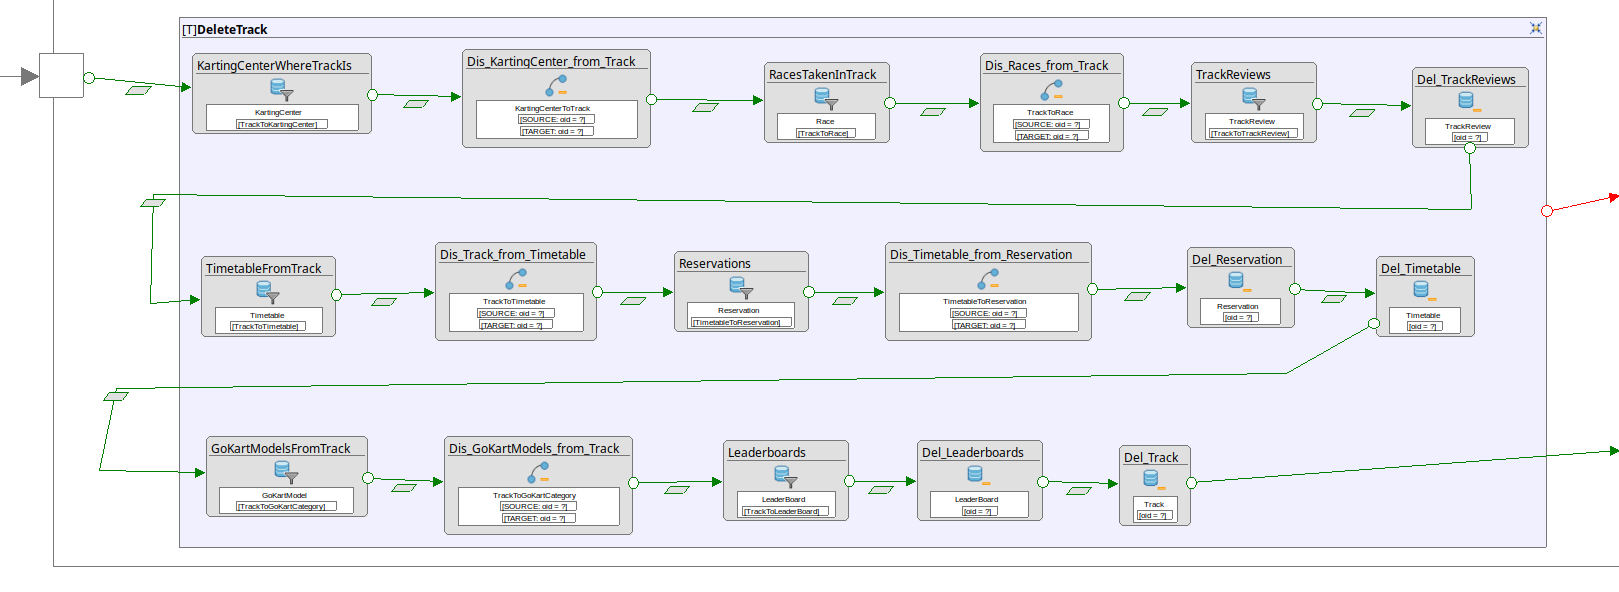 [T]DeleteTrack
KartingCenterWhereTrackIs
KartingCenter
[TrackToKartingCenter]
Dis_KartingCenter_from_Track
KartingCenterToTrack
[SOURCE: oid = ?]
[TARGET: oid = ?]
RacesTakenInTrack
Race
[TrackToRace]
Dis_Races_from_Track
TrackToRace
[SOURCE: oid = ?]
[TARGET: oid = ?]
TrackReviews
TrackReview
[TrackToTrackReview]
Del_TrackReviews
TrackReview
[oid = ?]
TimetableFromTrack
Timetable
[TrackToTimetable]
Dis_Track_from_Timetable
TrackToTimetable
[SOURCE: oid = ?]
[TARGET: oid = ?]
Reservations
Reservation
[TimetableToReservation]
Dis_Timetable_from_Reservation
TimetableToReservation
[SOURCE: oid = ?]
[TARGET: oid = ?]
Del_Reservation
Reservation
[oid = ?]
Del_Timetable
Timetable
[oid = ?]
GoKartModelsFromTrack
GoKartModel
[TrackToGoKartCategory]
Dis_GoKartModels_from_Track
TrackToGoKartCategory
[SOURCE: oid = ?]
[TARGET: oid = ?]
Leaderboards
LeaderBoard
[TrackToLeaderBoard]
Del_Leaderboards
LeaderBoard
[oid = ?]
Del_Track
Track
[oid = ?]